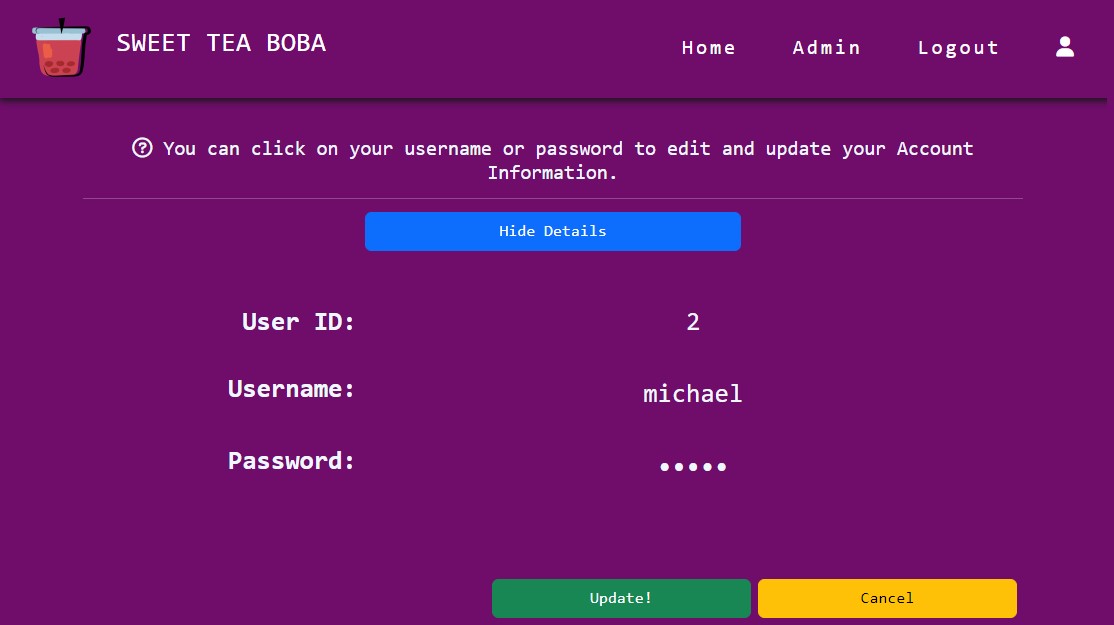 SWEET TEA BOBA
Home Admin Logout
You can click on your username or password to edit and update your Account
Information.
Hide Details
User ID: 2
Username: michael
Password: •••••
Update! Cancel